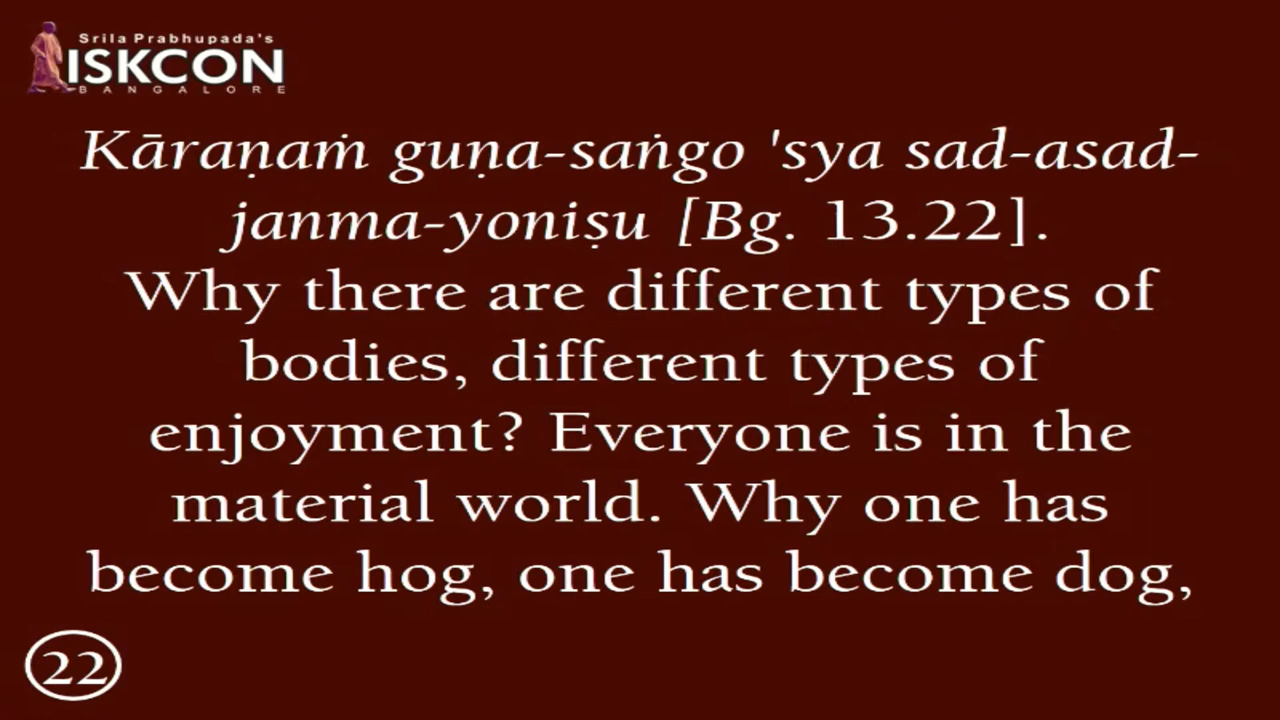 Srila Prabhupada's
ISKCON
BANGALORE
Kāraṇaṁ guṇa-saṅgo 'sya sad-asad-
janma-yoniṣu [Bg. 13.22].
Why there are different types of
bodies, different types of
enjoyment? Everyone is in the
material world. Why one has
become hog, one has become dog,
22